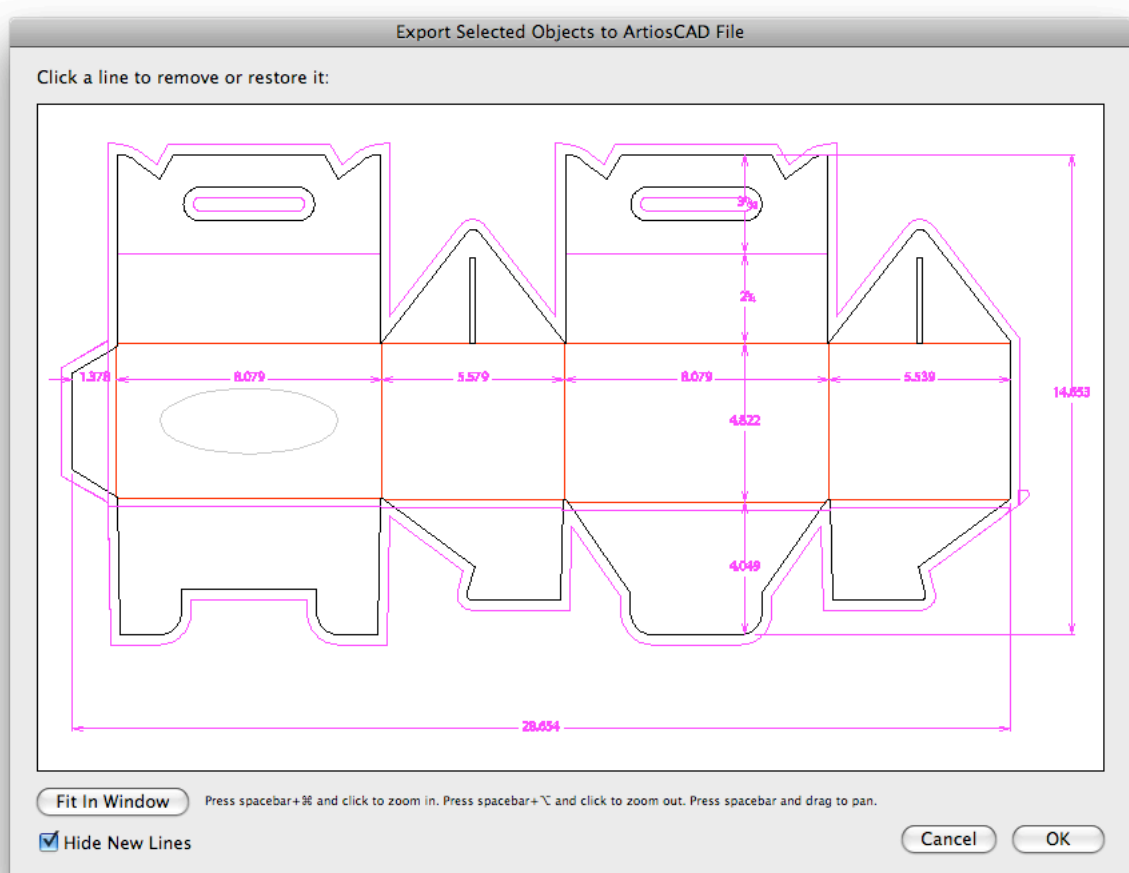 Export Selected Objects to ArtiosCAD File
Click a line to remove or restore it:
1.378 8.079 5.579 8.079 5.539
14.653
4.822
4.049
28.654
Fit In Window Press spacebar+⌘ and click to zoom in. Press spacebar+⌥ and click to zoom out. Press spacebar and drag to pan.
Hide New Lines
Cancel OK